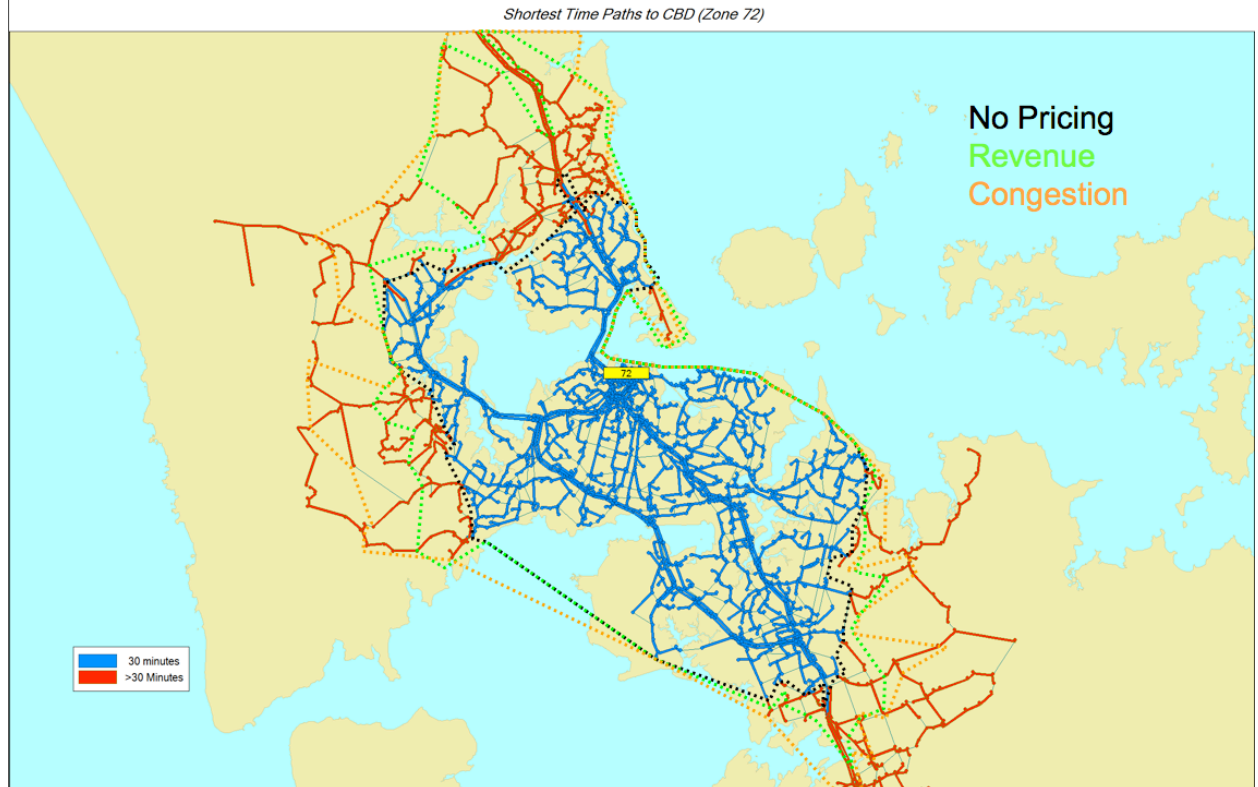 Shortest Time Paths to CBD (Zone 72)
No Pricing
Revenue
Congestion
72
30 minutes
>30 Minutes